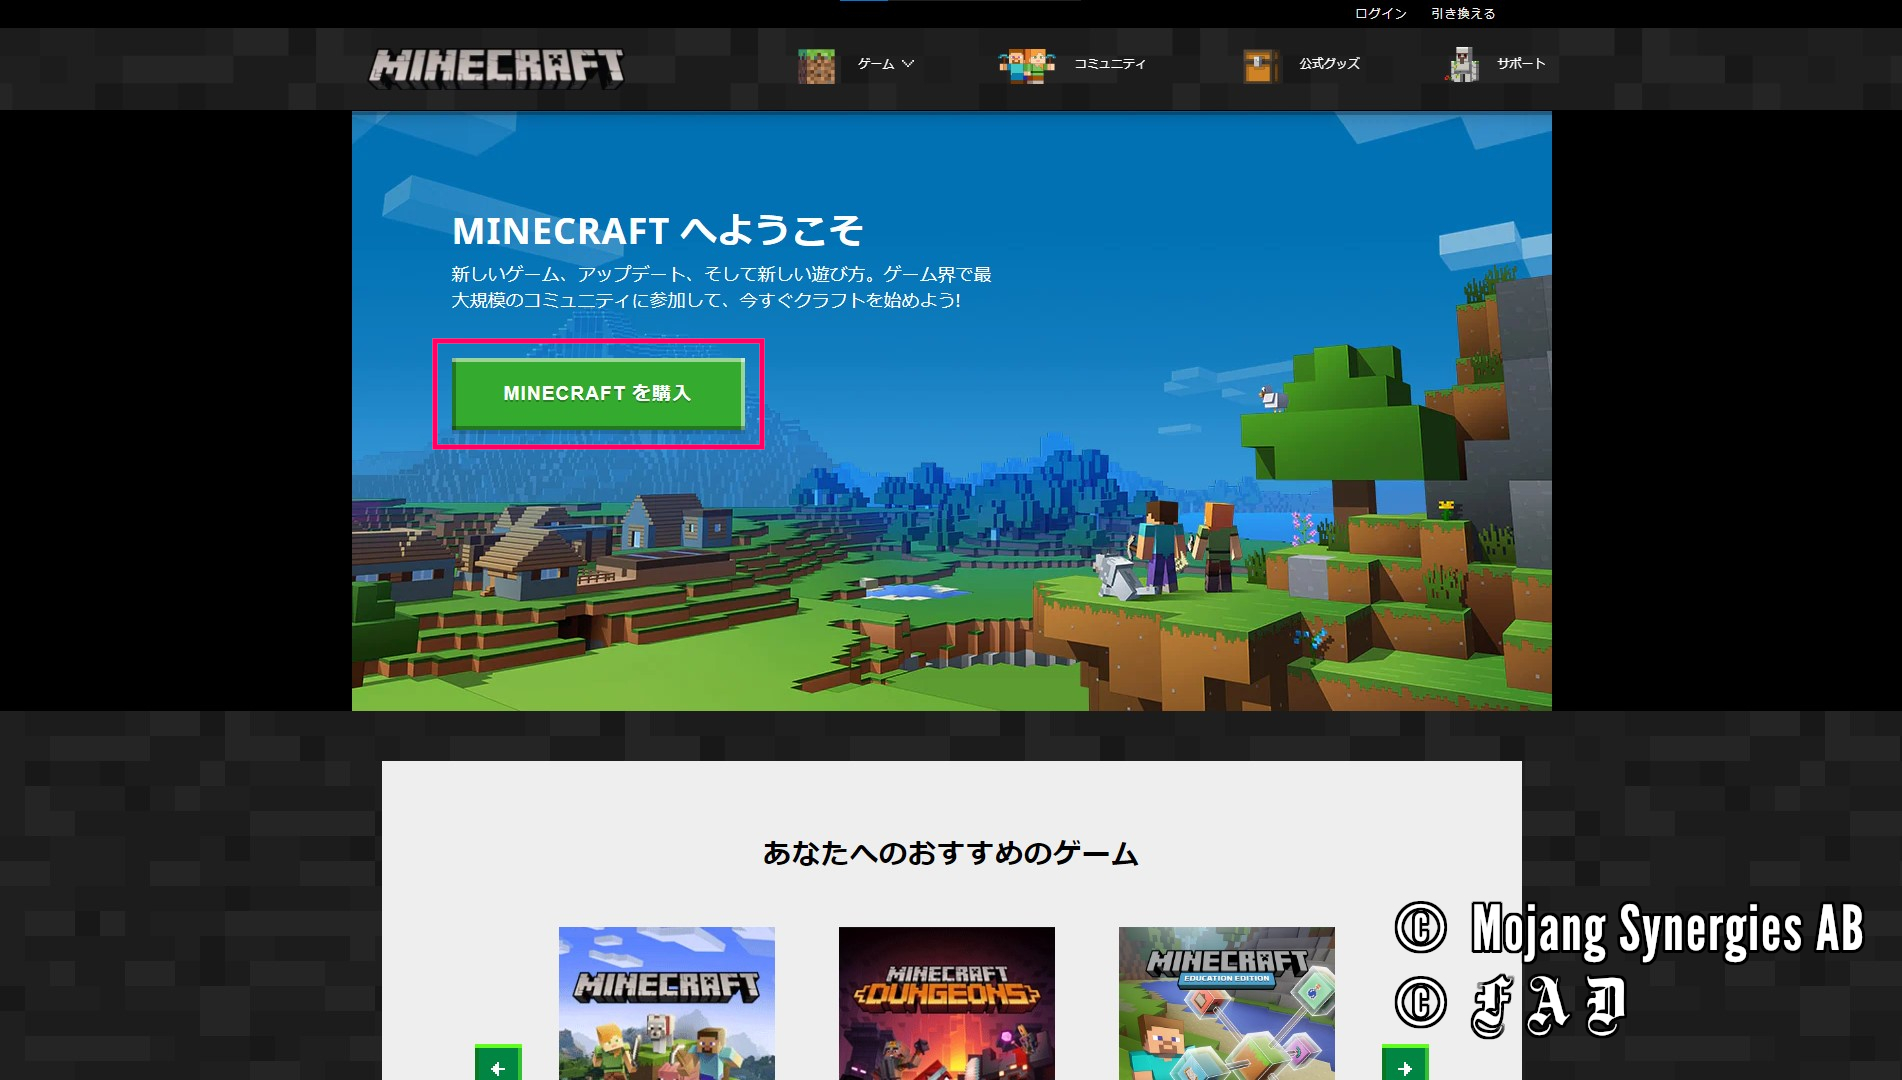 ログイン 引き換える
MINECRAFT ゲーム コミュニティ 公式グッズ サポート
MINECRAFT へようこそ
新しいゲーム、アップデート、そして新しい遊び方。ゲーム界で最
大規模のコミュニティに参加して、今すぐクラフトを始めよう!
MINECRAFT を購入
あなたへのおすすめのゲーム
MINECRAFT
MINECRAFT
DUNGEONS
MINECRAFT
EDUCATION EDITION
© Mojang Synergies AB
© FAD